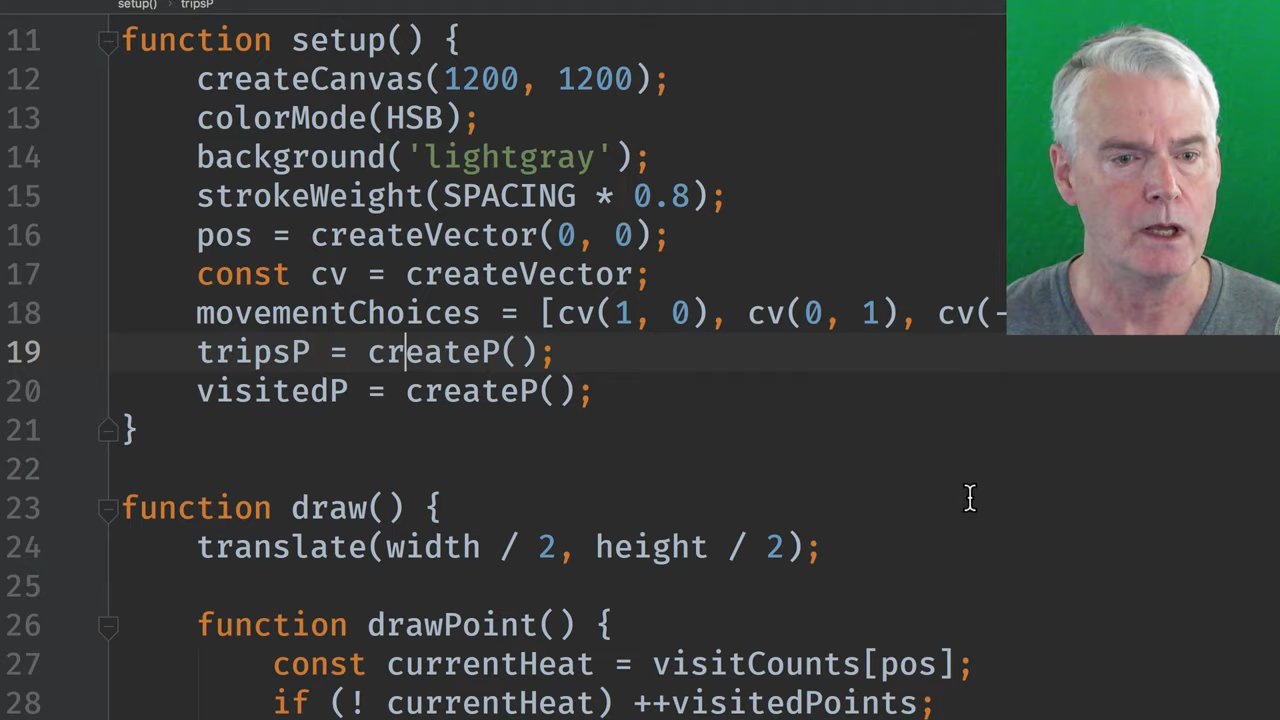 setup() tripsP
11 function setup() {
12 createCanvas(1200, 1200);
13 colorMode(HSB);
14 background('lightgray');
15 strokeWeight(SPACING * 0.8);
16 pos = createVector(0, 0);
17 const cv = createVector;
18 movementChoices = [cv(1, 0), cv(0, 1), cv(-
19 tripsP = createP();
20 visitedP = createP();
21 }
22
23 function draw() {
24 translate(width / 2, height / 2);
25
26 function drawPoint() {
27 const currentHeat = visitCounts[pos];
28 if (! currentHeat) ++visitedPoints;